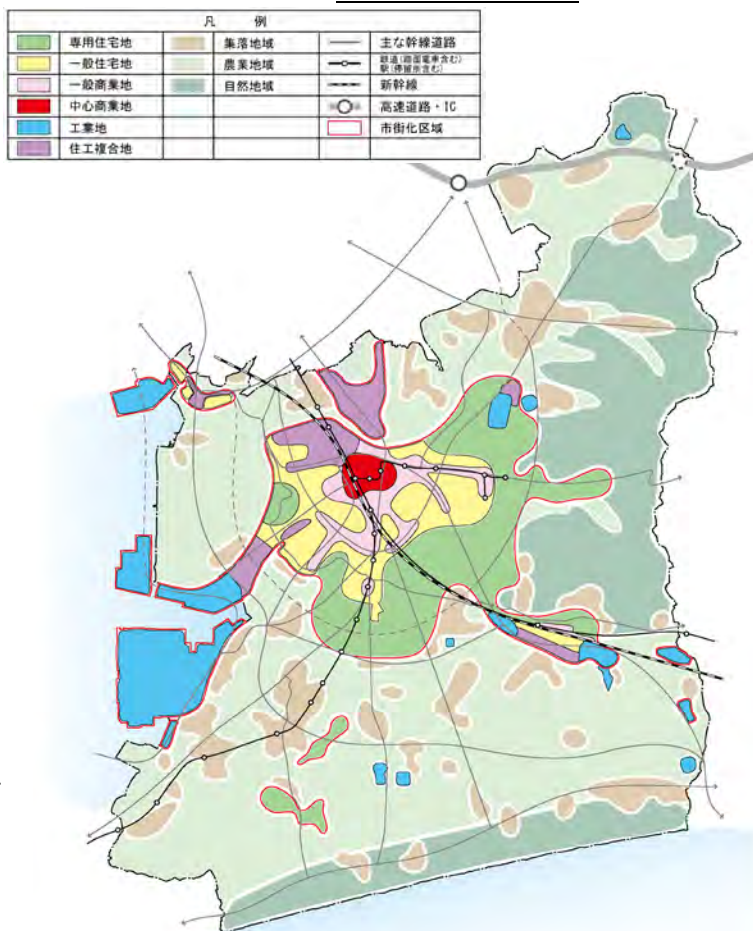 凡 例
専用住宅地 集落地域 主な幹線道路
一般住宅地 農業地域 鉄道(路面電車含む)
駅(停留所含む)
一般商業地 自然地域 新幹線
中心商業地 高速道路・IC
工業地 市街化区域
住工複合地